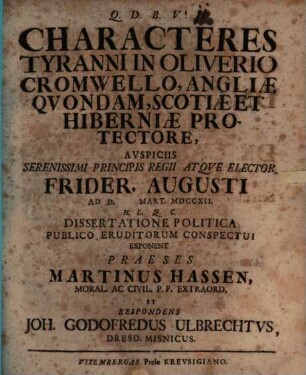 Q. D. B. V!
CHARACTERES
TYRANNI IN OLIVERIO
CROMWELLO, ANGLIÆ
QVONDAM, SCOTIÆ ET
HIBERNIÆ PRO-
TECTORE,
AVSPICIIS
SERENISSIMI PRINCIPIS REGII ATQVE ELECTOR.
FRIDER. AUGUSTI
AD D. MART. MDCCXII.
H. L. Q. C.
DISSERTATIONE POLITICA
PUBLICO ERUDITORUM CONSPECTUI
EXPONENT
PRAESES
MARTINUS HASSEN,
MORAL. AC CIVIL. P. P. EXTRAORD,
ET
RESPONDENS
JOH. GODOFREDUS ULBRECHTVS,
DRESD. MISNICUS.
VITEMBERGAE Prelo KREVSIGIANO.